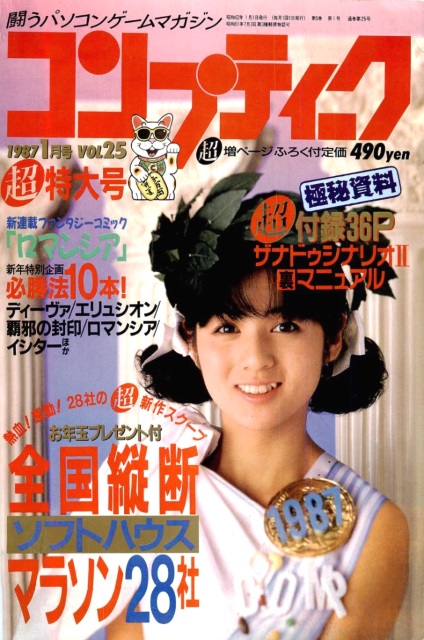 闘うパソコンゲームマガジン
コンプティーク
1987 1月号 VOL.25
超 増ページふろく付定価 490yen
超特大号
極秘資料
超付録36P
ザナドゥシナリオII
裏マニュアル
新連載ファンタジーコミック
「ロマンシア」
新年特別企画
必勝法10本!
ディーヴァ/エリュシオン/
覇邪の封印/ロマンシア/
イシターほか
熱血!感動!28社の超新作スクープ
お年玉プレゼント付
全国縦断
ソフトハウス
マラソン28社
1987
COMP